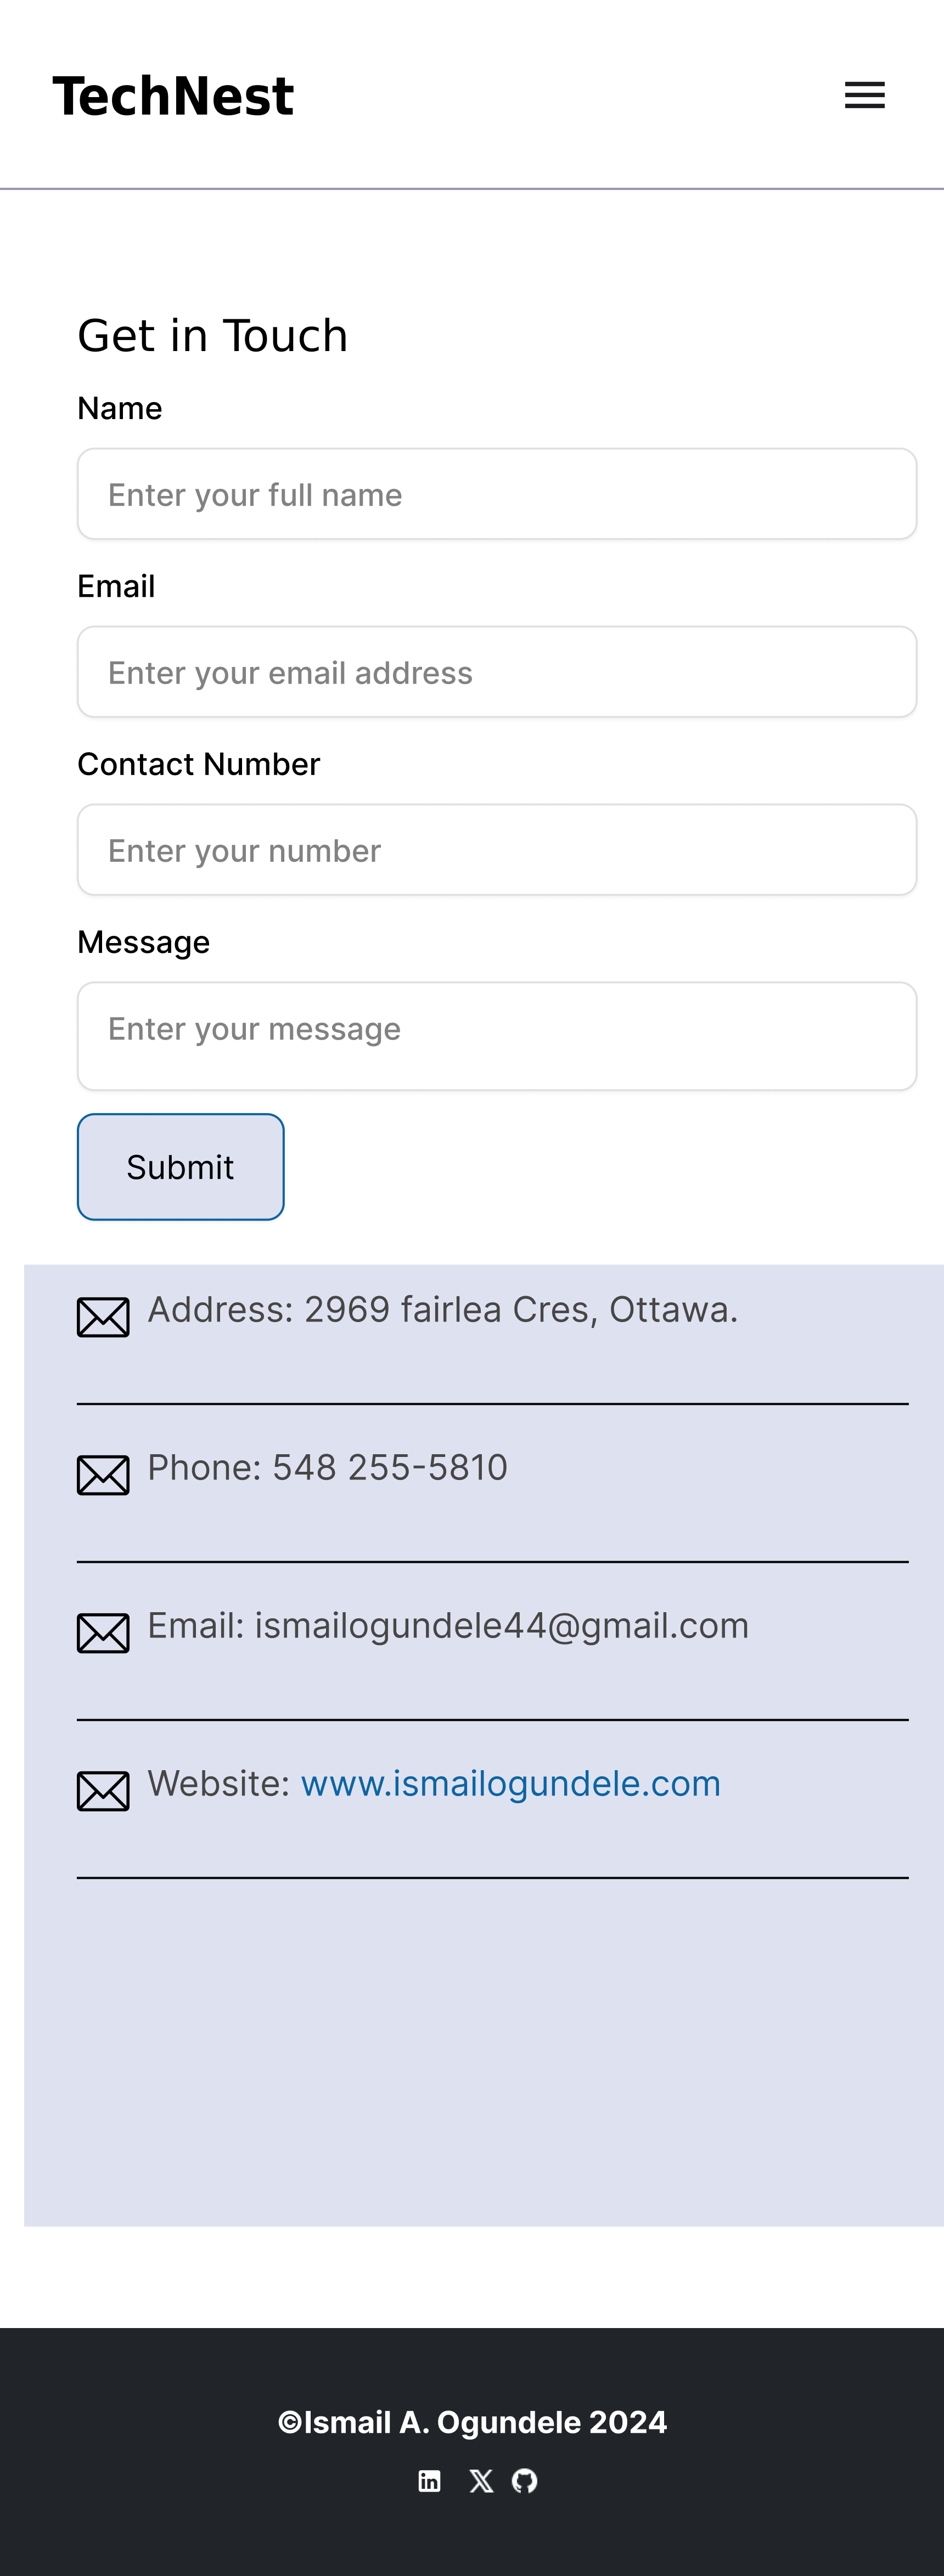 TechNest
Get in Touch
Name
Enter your full name
Email
Enter your email address
Contact Number
Enter your number
Message
Enter your message
Submit
Address: 2969 fairlea Cres, Ottawa.
Phone: 548 255-5810
Email: ismailogundele44@gmail.com
Website: www.ismailogundele.com
©Ismail A. Ogundele 2024